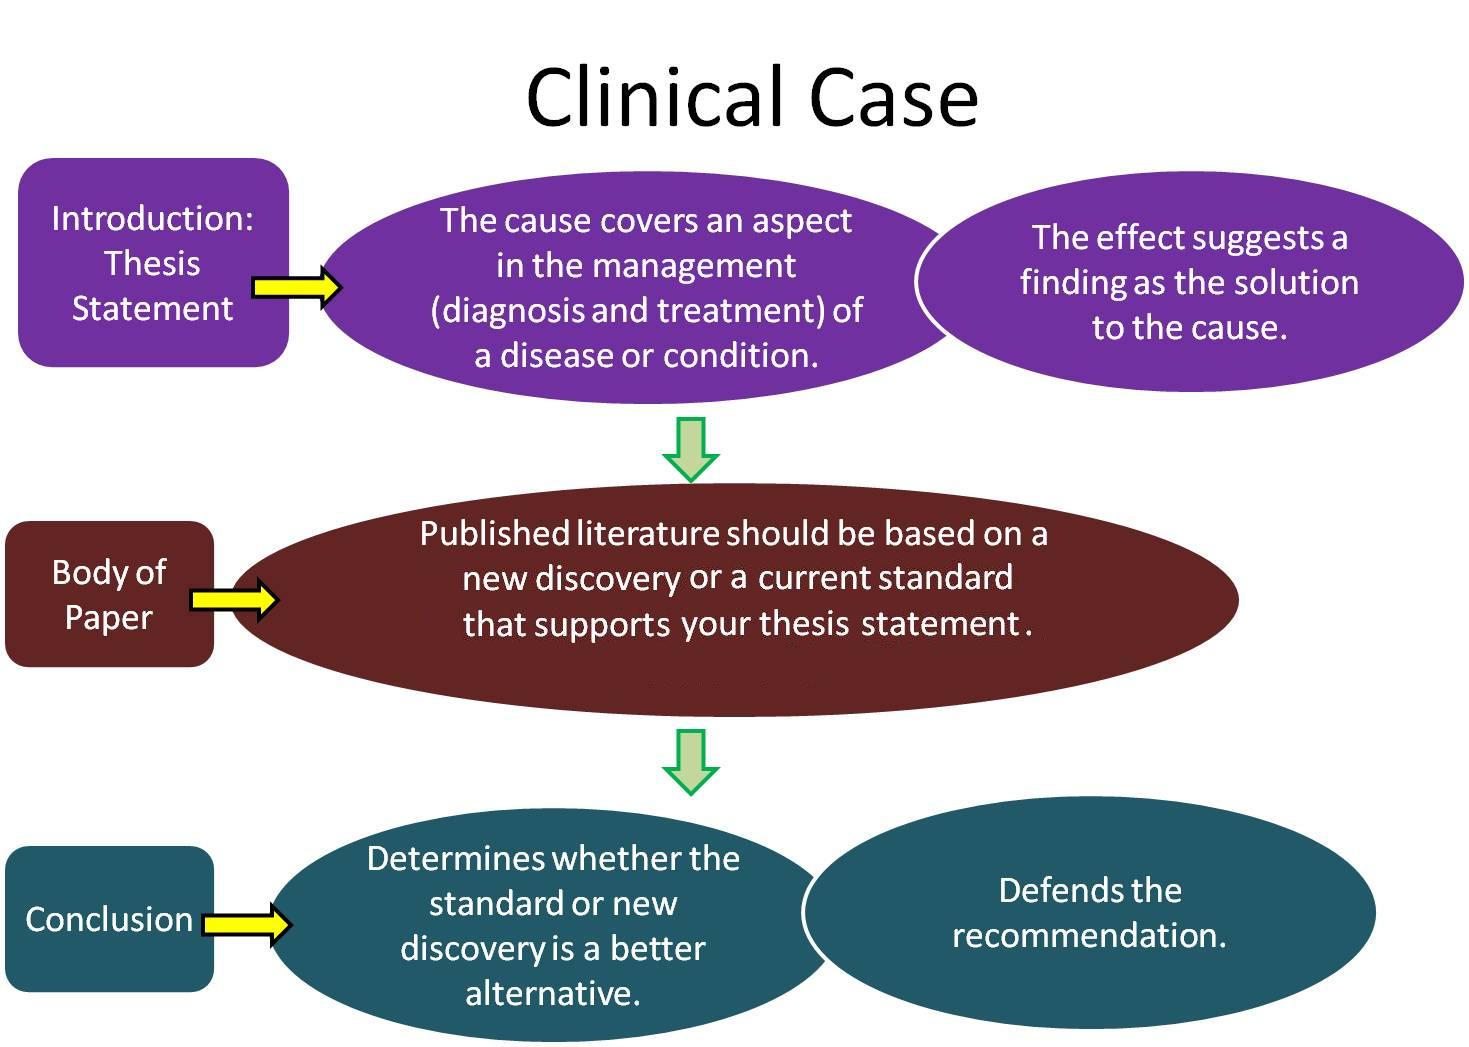 Clinical Case
Introduction:
Thesis
Statement
The cause covers an aspect
in the management
(diagnosis and treatment) of
a disease or condition.
The effect suggests a
finding as the solution
to the cause.
Body of
Paper
Published literature should be based on a
new discovery or a current standard
that supports your thesis statement.
Conclusion
Determines whether the
standard or new
discovery is a better
alternative.
Defends the
recommendation.